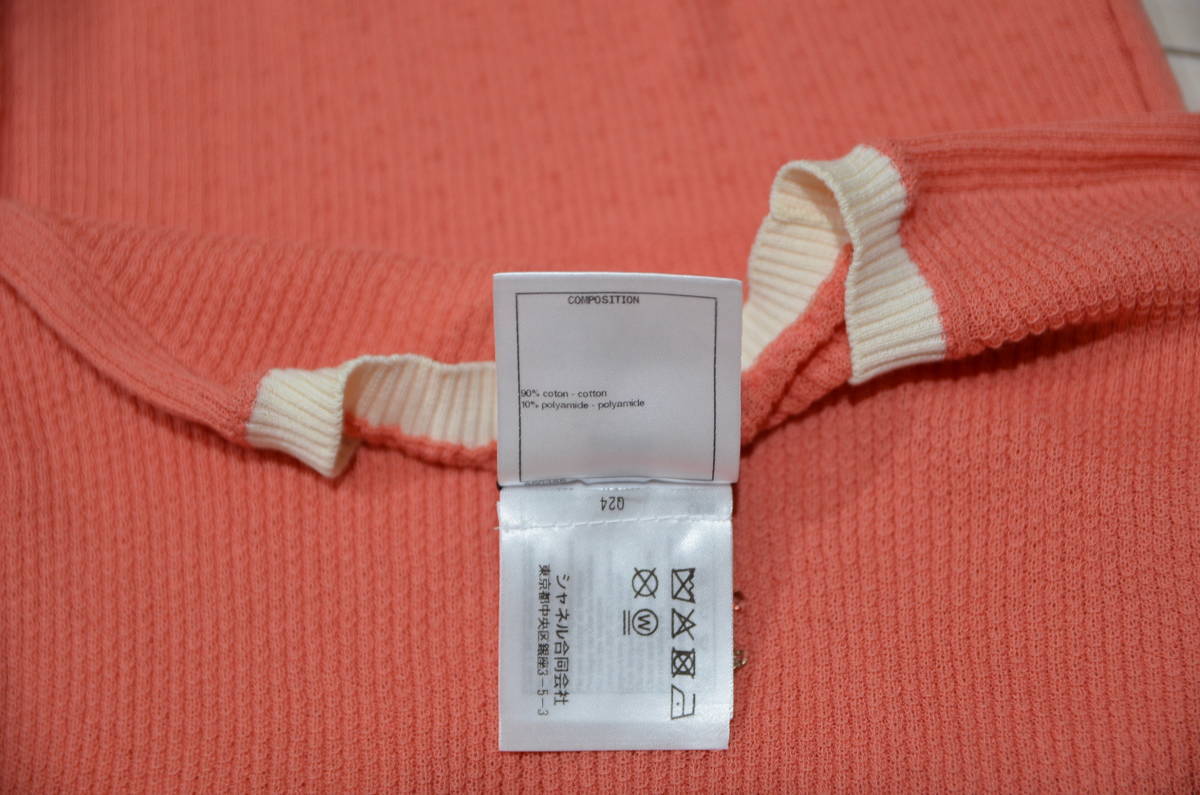 COMPOSITION
90% coton - cotton
10% polyamide - polyamide
Q24
シャネル合同会社
東京都中央区銀座3-5-3
W